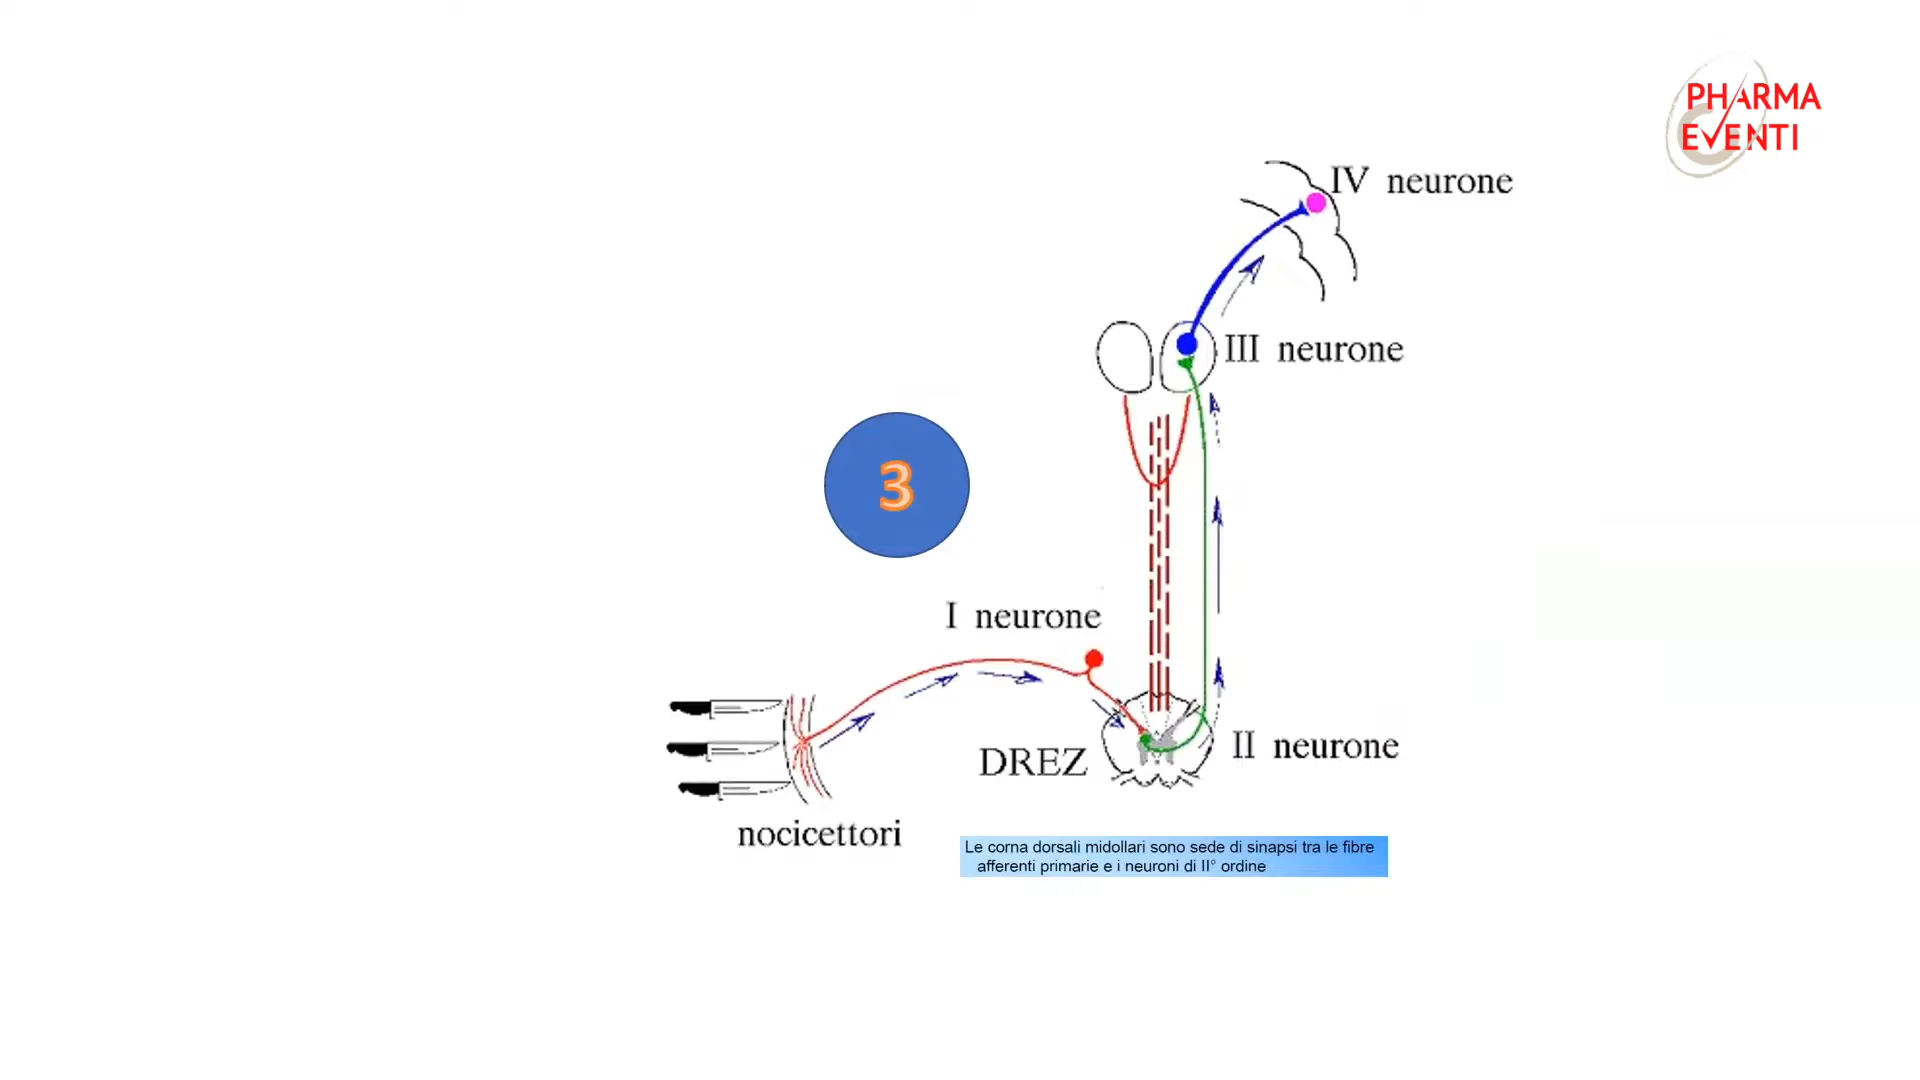 PHARMA
EVENTI
IV neurone
III neurone
3
I neurone
DREZ
II neurone
nocicettori
Le corna dorsali midollari sono sede di sinapsi tra le fibre
afferenti primarie e i neuroni di II° ordine